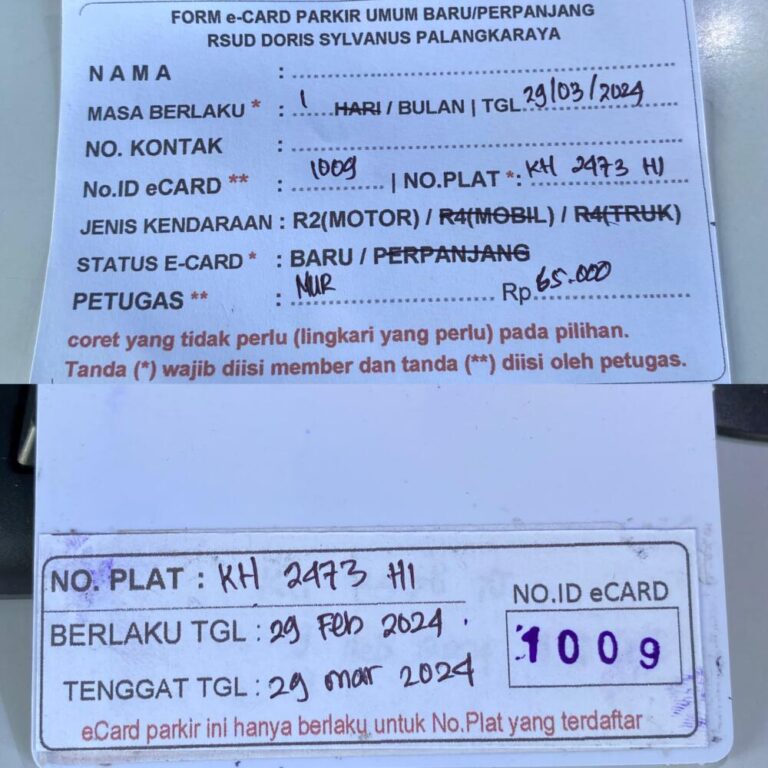 FORM e-CARD PARKIR UMUM BARU/PERPANJANG
RSUD DORIS SYLVANUS PALANGKARAYA
NAMA :
MASA BERLAKU * : 1 HARI / BULAN | TGL 29/03/2024
NO. KONTAK :
No.ID eCARD ** : 1009 | NO.PLAT *: KH 2473 HI
JENIS KENDARAAN : R2(MOTOR) / R4(MOBIL) / R4(TRUK)
STATUS E-CARD * : BARU / PERPANJANG
PETUGAS ** : NUR Rp 65.000
coret yang tidak perlu (lingkari yang perlu) pada pilihan.
Tanda (*) wajib diisi member dan tanda (**) diisi oleh petugas.
NO. PLAT : KH 2473 HI
BERLAKU TGL : 29 Feb 2024.
TENGGAT TGL : 29 mar 2024
NO.ID eCARD
1009
eCard parkir ini hanya berlaku untuk No.Plat yang terdaftar